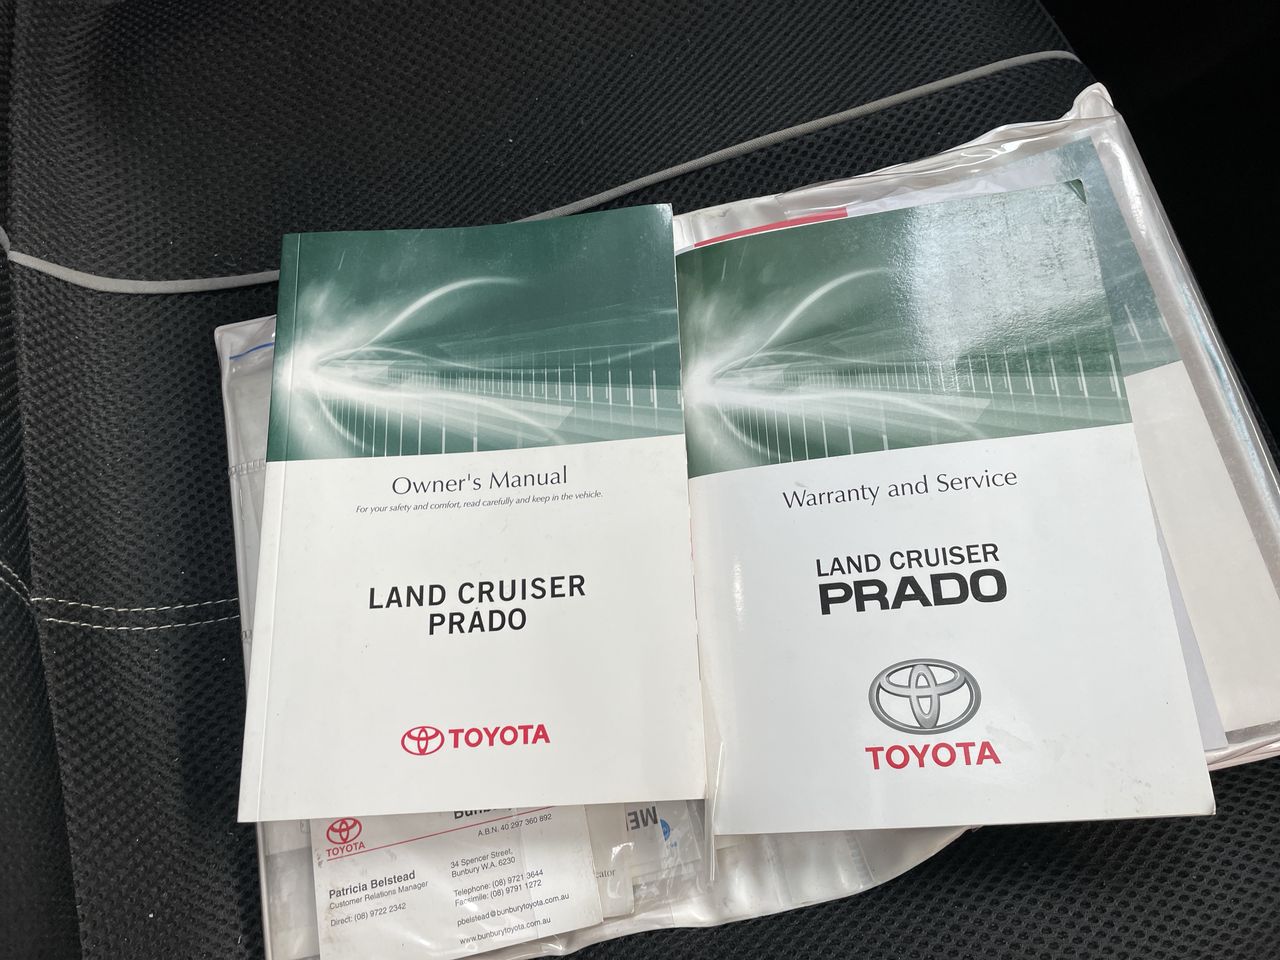 Owner's Manual
For your safety and comfort, read carefully and keep in the vehicle.
LAND CRUISER
PRADO
TOYOTA
Warranty and Service
LAND CRUISER
PRADO
TOYOTA
TOYOTA
A.B.N. 40 297 360 892
Patricia Belstead
Customer Relations Manager
Direct: (08) 9722 2342
34 Spencer Street,
Bunbury W.A. 6230
Telephone: (08) 9721 3644
Facsimile: (08) 9791 1272
pbelstead@bunburytoyota.com.au
www.bunburytoyota.com.au